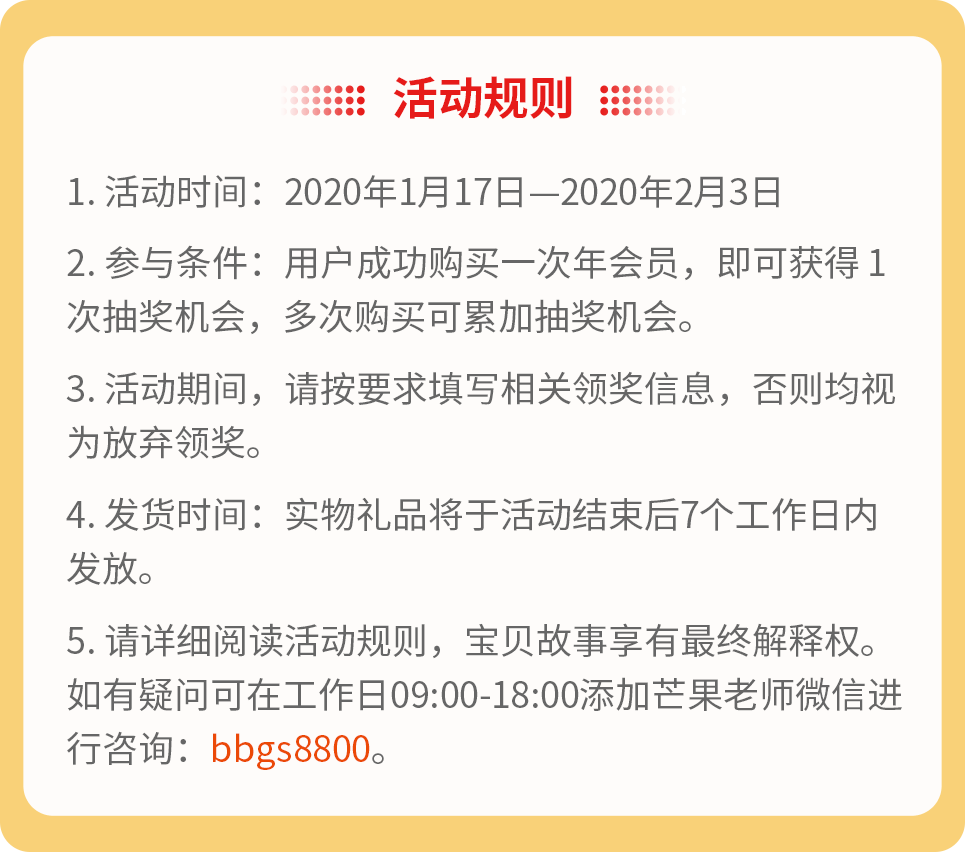 活动规则
1. 活动时间：2020年1月17日—2020年2月3日
2. 参与条件：用户成功购买一次年会员，即可获得 1
次抽奖机会，多次购买可累加抽奖机会。
3. 活动期间，请按要求填写相关领奖信息，否则均视
为放弃领奖。
4. 发货时间：实物礼品将于活动结束后7个工作日内
发放。
5. 请详细阅读活动规则，宝贝故事享有最终解释权。
如有疑问可在工作日09:00-18:00添加芒果老师微信进
行咨询：bbgs8800。